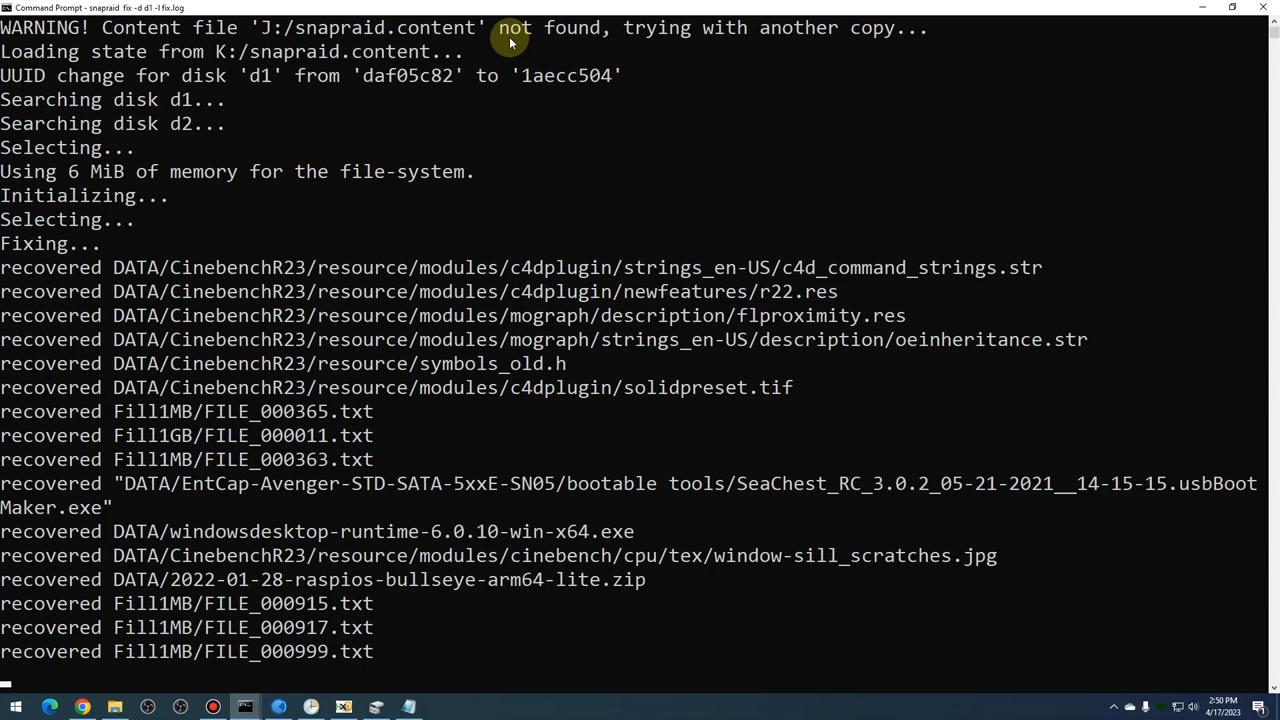 Command Prompt - snapraid fix -d d1 -l fix.log
WARNING! Content file 'J:/snapraid.content' not found, trying with another copy...
Loading state from K:/snapraid.content...
UUID change for disk 'd1' from 'daf05c82' to '1aecc504'
Searching disk d1...
Searching disk d2...
Selecting...
Using 6 MiB of memory for the file-system.
Initializing...
Selecting...
Fixing...
recovered DATA/CinebenchR23/resource/modules/c4dplugin/strings_en-US/c4d_command_strings.str
recovered DATA/CinebenchR23/resource/modules/c4dplugin/newfeatures/r22.res
recovered DATA/CinebenchR23/resource/modules/mograph/description/flproximity.res
recovered DATA/CinebenchR23/resource/modules/mograph/strings_en-US/description/oeinheritance.str
recovered DATA/CinebenchR23/resource/symbols_old.h
recovered DATA/CinebenchR23/resource/modules/c4dplugin/solidpreset.tif
recovered Fill1MB/FILE_000365.txt
recovered Fill1GB/FILE_000011.txt
recovered Fill1MB/FILE_000363.txt
recovered "DATA/EntCap-Avenger-STD-SATA-5xxE-SN05/bootable tools/SeaChest_RC_3.0.2_05-21-2021__14-15-15.usbBoot
Maker.exe"
recovered DATA/windowsdesktop-runtime-6.0.10-win-x64.exe
recovered DATA/CinebenchR23/resource/modules/cinebench/cpu/tex/window-sill_scratches.jpg
recovered DATA/2022-01-28-raspios-bullseye-arm64-lite.zip
recovered Fill1MB/FILE_000915.txt
recovered Fill1MB/FILE_000917.txt
recovered Fill1MB/FILE_000999.txt
2:50 PM
4/17/2023